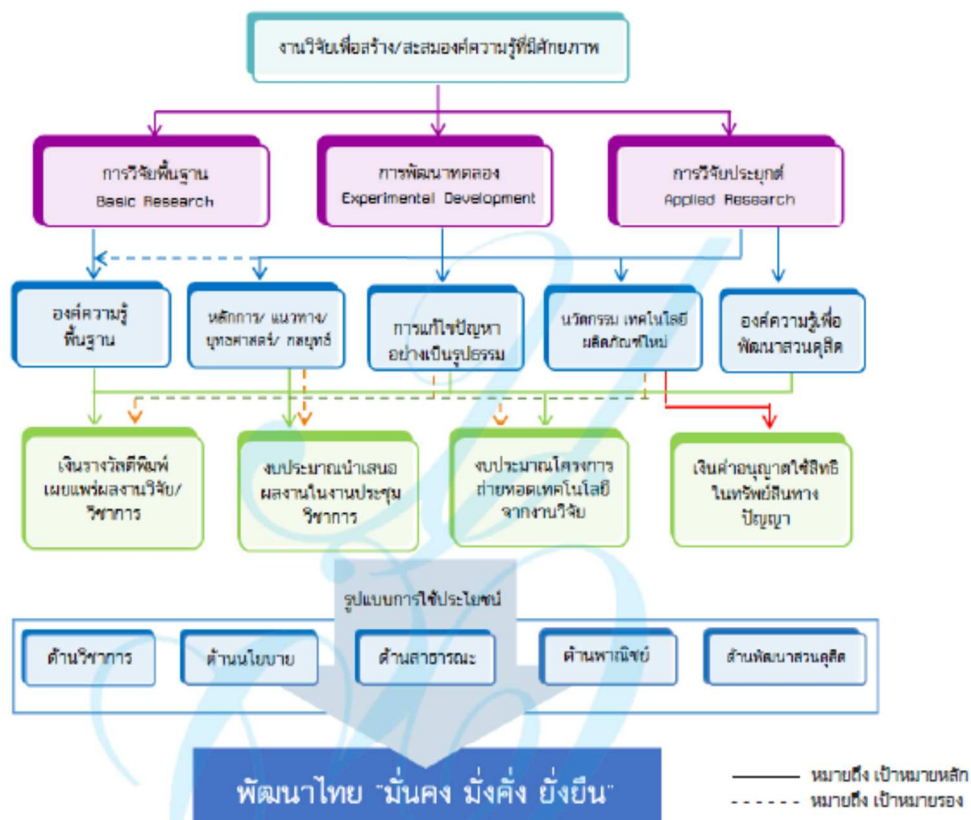 งานวิจัยเพื่อสร้าง/สะสมองค์ความรู้ที่มีศักยภาพ
การวิจัยพื้นฐาน
Basic Research
การพัฒนาทดลอง
Experimental Development
การวิจัยประยุกต์
Applied Research
องค์ความรู้
พื้นฐาน
หลักการ/ แนวทาง/
ยุทธศาสตร์/ กลยุทธ์
การแก้ไขปัญหา
อย่างเป็นรูปธรรม
นวัตกรรม เทคโนโลยี
ผลิตภัณฑ์ใหม่
องค์ความรู้เพื่อ
พัฒนาสวนดุสิต
เงินรางวัลตีพิมพ์
เผยแพร่ผลงานวิจัย/
วิชาการ
งบประมาณนำเสนอ
ผลงานในงานประชุม
วิชาการ
งบประมาณโครงการ
ถ่ายทอดเทคโนโลยี
จากงานวิจัย
เงินค่าอนุญาตใช้สิทธิ
ในทรัพย์สินทาง
ปัญญา
รูปแบบการใช้ประโยชน์
ด้านวิชาการ
ด้านนโยบาย
ด้านสาธารณะ
ด้านพาณิชย์
ด้านพัฒนาสวนดุสิต
พัฒนาไทย "มั่นคง มั่งคั่ง ยั่งยืน"
หมายถึง เป้าหมายหลัก
หมายถึง เป้าหมายรอง